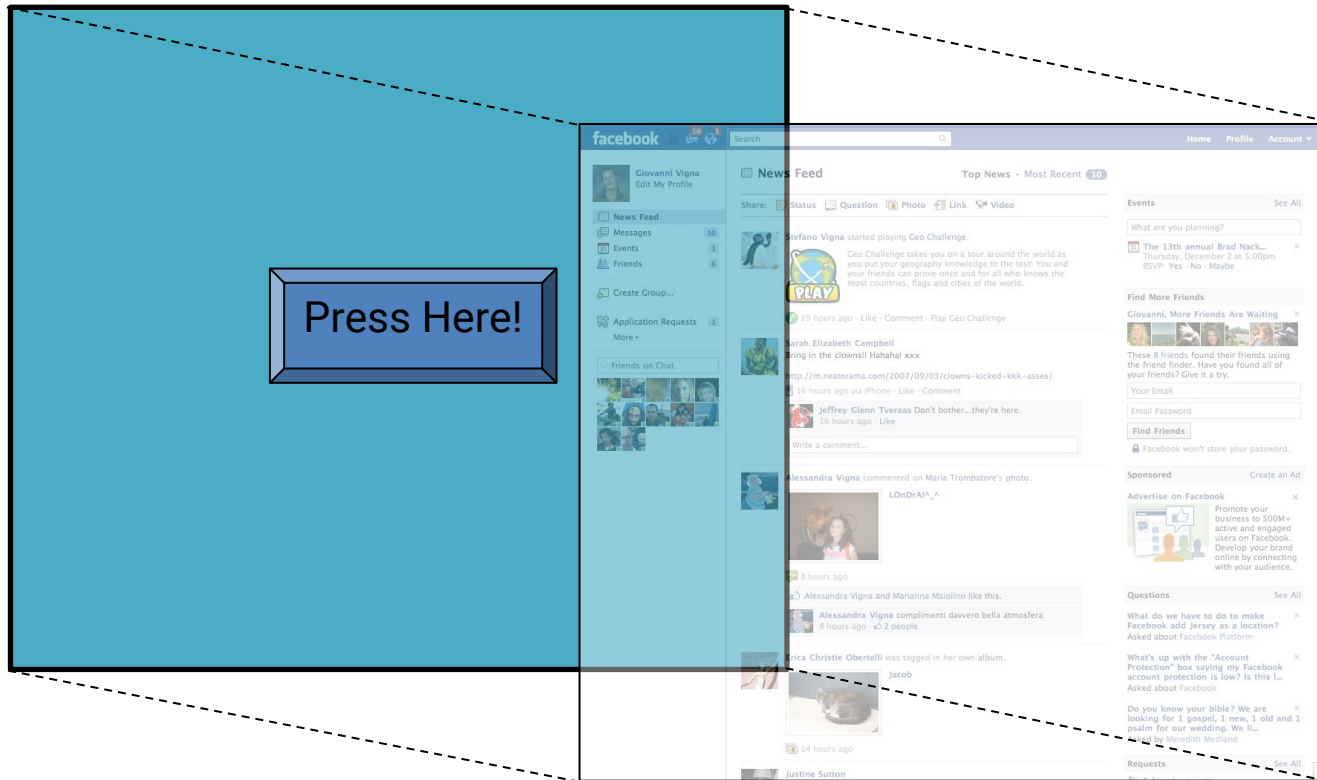 Press Here!
facebook
10
1
Search
Home Profile Account
Giovanni Vigna
Edit My Profile
News Feed
Messages 10
Events 1
Friends 6
Create Group...
Application Requests 1
More
Friends on Chat
News Feed
Top News · Most Recent 10
Share: Status Question Photo Link Video
Stefano Vigna started playing Geo Challenge.
Geo Challenge takes you on a tour around the world as
you put your geography knowledge to the test! You and
your friends can prove once and for all who knows the
most countries, flags and cities of the world.
PLAY
19 hours ago · Like · Comment · Play Geo Challenge
Sarah Elizabeth Campbell
Bring in the clowns!! Hahaha! xxx
http://m.neatorama.com/2007/09/03/clowns-kicked-kkk-asses/
16 hours ago via iPhone · Like · Comment
Jeffrey Glenn Tveraas Don't bother...they're here.
16 hours ago · Like
Write a comment...
Alessandra Vigna commented on Maria Trombatore's photo.
LOnDrA!^_^
8 hours ago
Alessandra Vigna and Marianna Maiolino like this.
Alessandra Vigna complimenti davvero bella atmosfera
8 hours ago · 2 people
Erica Christie Obertelli was tagged in her own album.
Jacob
14 hours ago
Justine Sutton
Events See All
What are you planning?
31 The 13th annual Brad Nack... ×
Thursday, December 2 at 5:00pm
RSVP: Yes · No · Maybe
Find More Friends
Giovanni, More Friends Are Waiting ×
These 8 friends found their friends using
the friend finder. Have you found all of
your friends? Give it a try.
Your Email
Email Password
Find Friends
Facebook won't store your password.
Sponsored Create an Ad
Advertise on Facebook ×
Promote your
business to 500M+
active and engaged
users on Facebook.
Develop your brand
online by connecting
with your audience.
Questions See All
What do we have to do to make ×
Facebook add Jersey as a location?
Asked about Facebook Platform
What's up with the "Account ×
Protection" box saying my Facebook
account protection is low? Is this l...
Asked about Facebook
Do you know your bible? We are ×
looking for 1 gospel, 1 new, 1 old and 1
psalm for our wedding. We li...
Asked by Meredith Medland
Requests See All